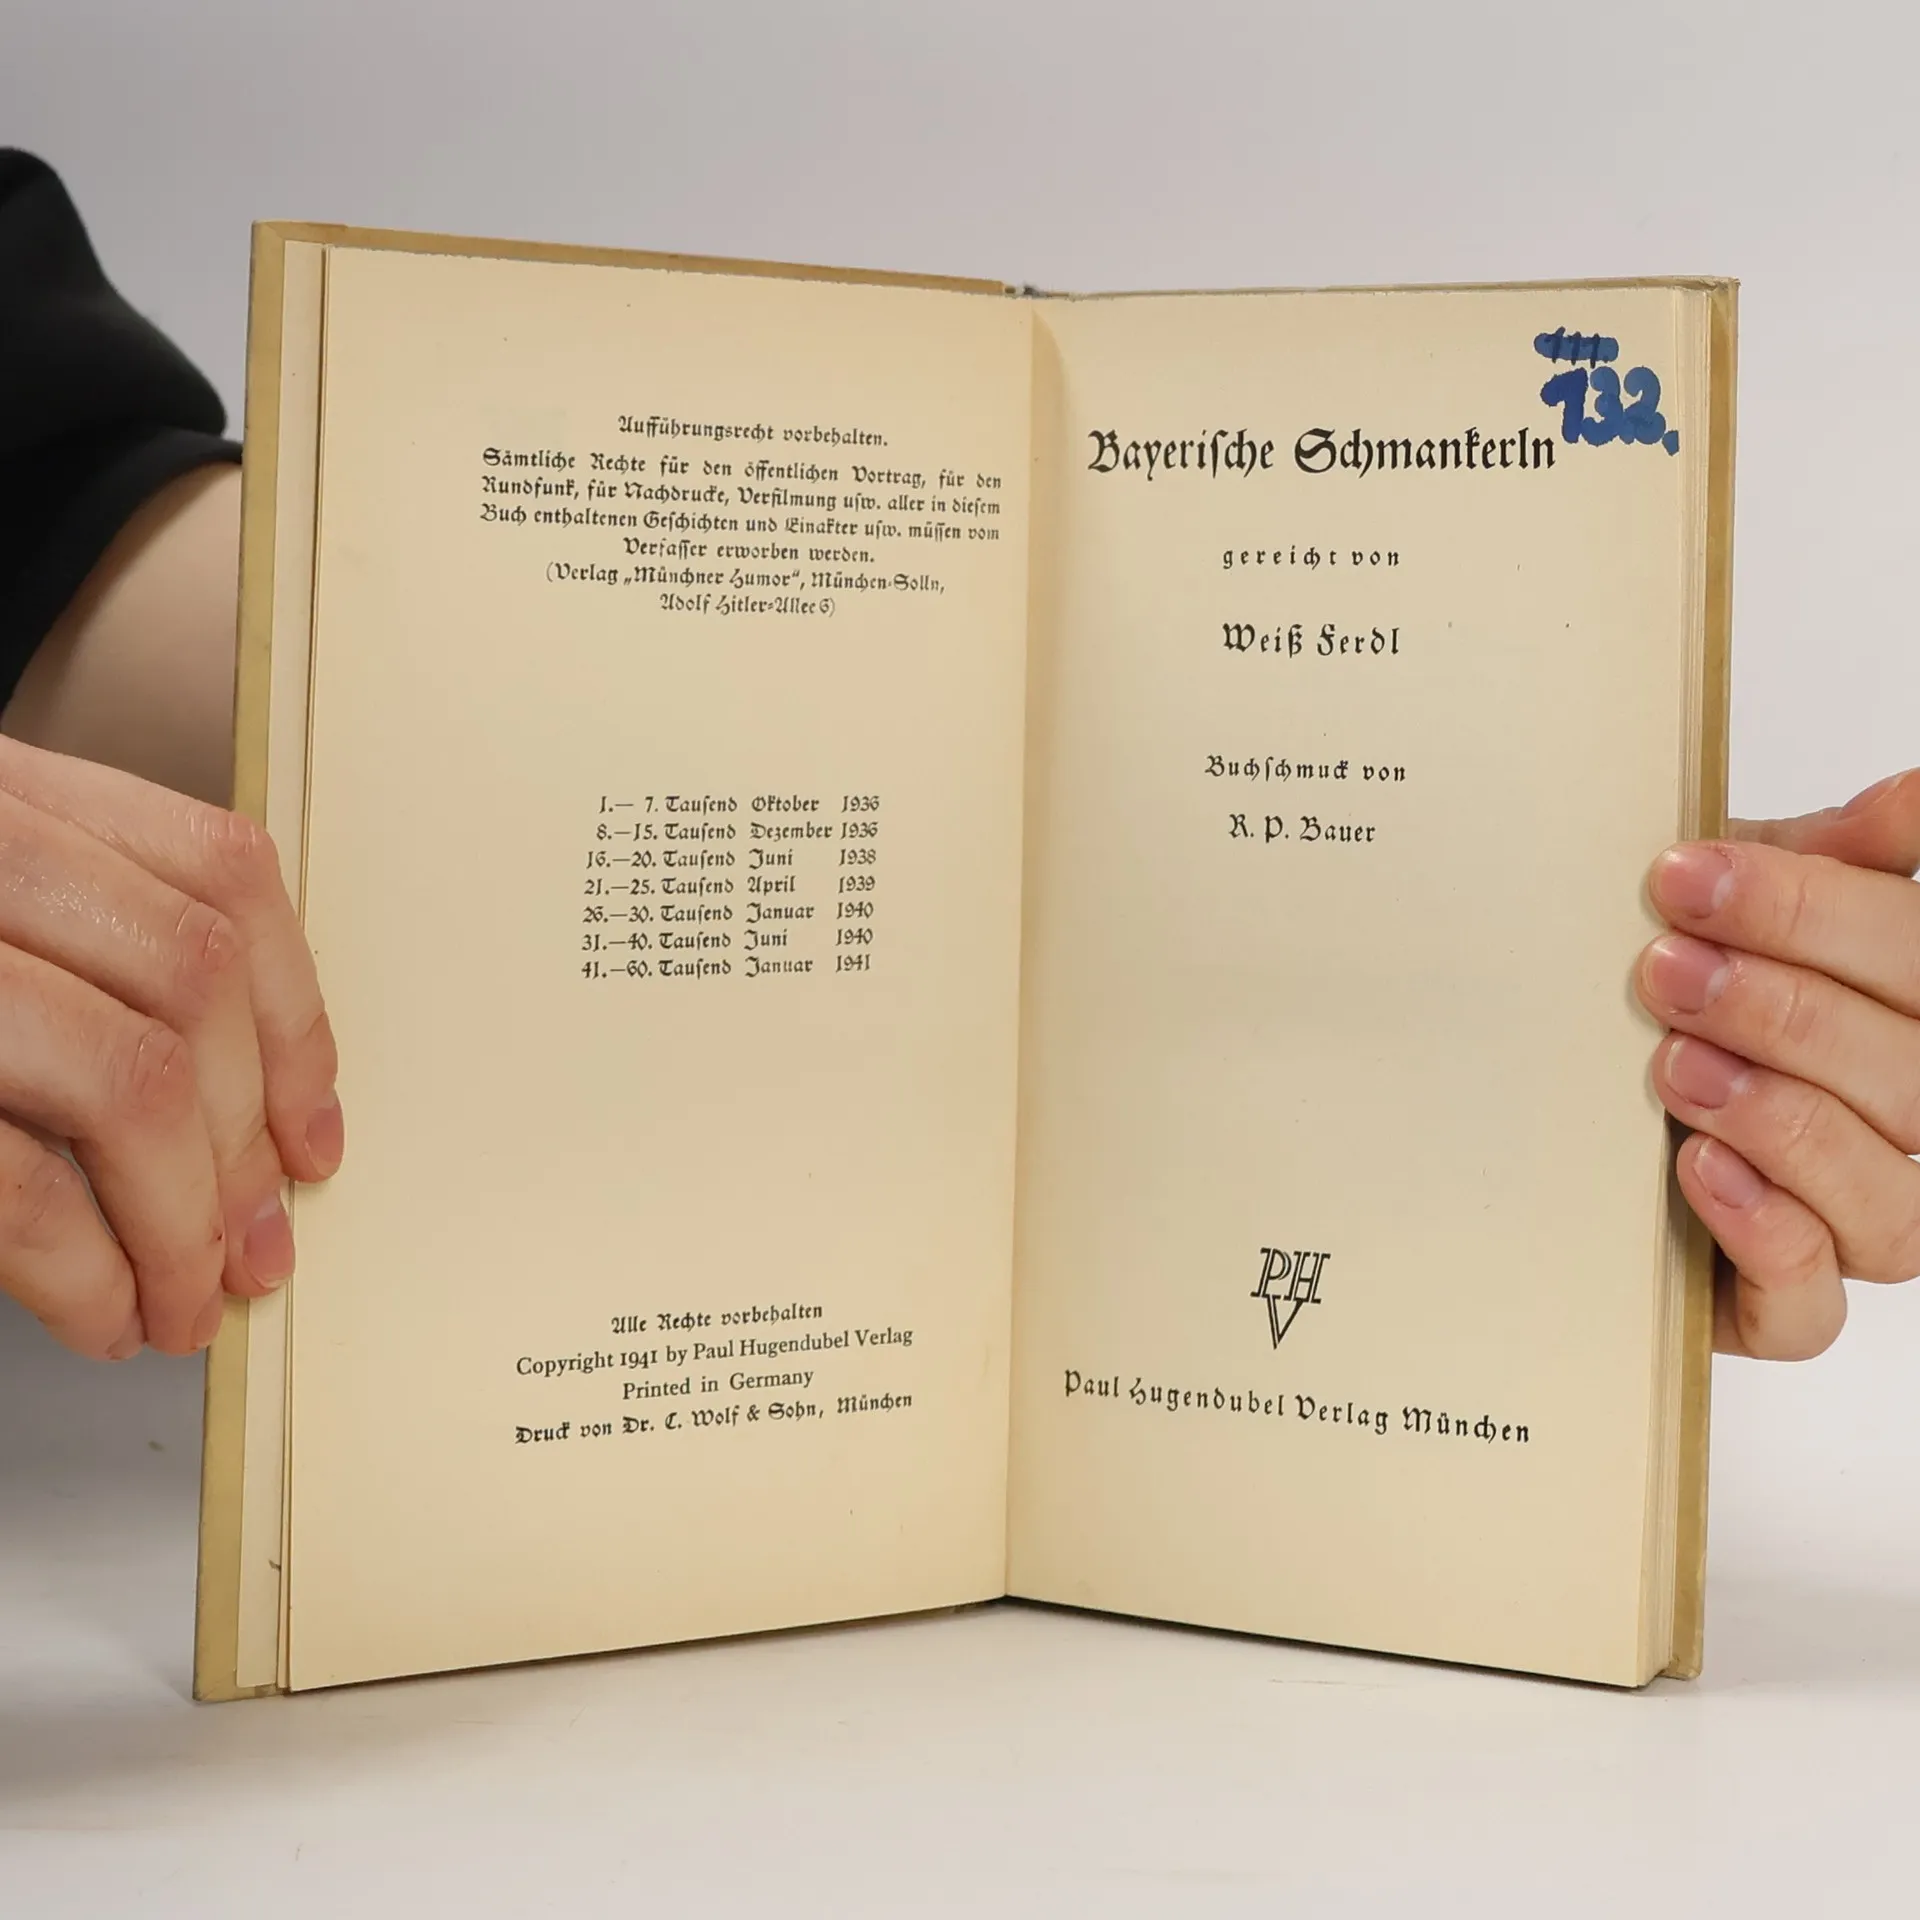 Aufführungsrecht vorbehalten.
Sämtliche Rechte für den öffentlichen Vortrag, für den
Rundfunk, für Nachdrucke, Verfilmung uſw. aller in dieſem
Buch enthaltenen Geſchichten und Einakter uſw. müſſen vom
Verfaſſer erworben werden.
(Verlag „Münchner Humor“, München-Solln,
Adolf Hitler-Allee 6)
1.— 7. Tauſend Oktober 1936
8.—15. Tauſend Dezember 1936
16.—20. Tauſend Juni 1938
21.—25. Tauſend April 1939
26.—30. Tauſend Januar 1940
31.—40. Tauſend Juni 1940
41.—60. Tauſend Januar 1941
Alle Rechte vorbehalten
Copyright 1941 by Paul Hugendubel Verlag
Printed in Germany
Druck von Dr. C. Wolf & Sohn, München
111.
132.
Bayeriſche Schmankerln
gereicht von
Weiß Ferdl
Buchſchmuck von
R. P. Bauer
PHV
Paul Hugendubel Verlag München